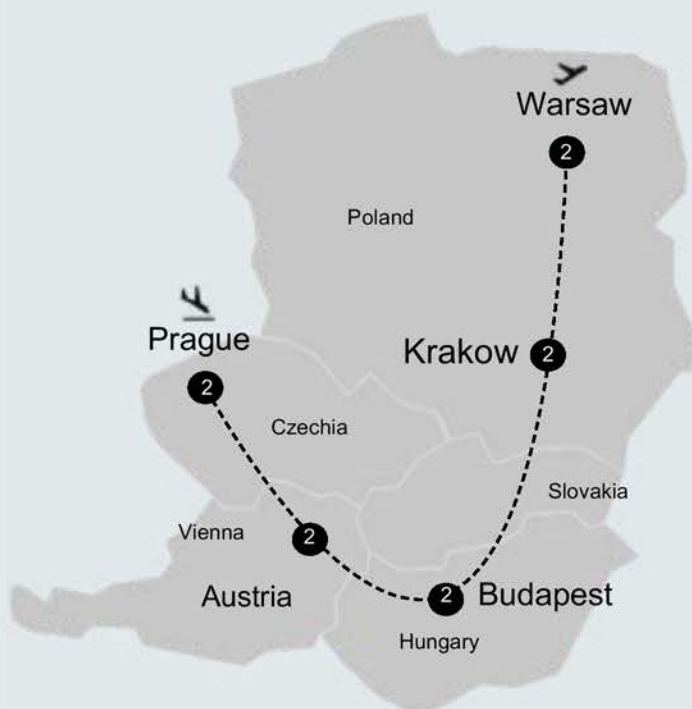 Warsaw
2
Poland
Prague
Krakow 2
2
Czechia
Slovakia
Vienna
2
Austria
2 Budapest
Hungary